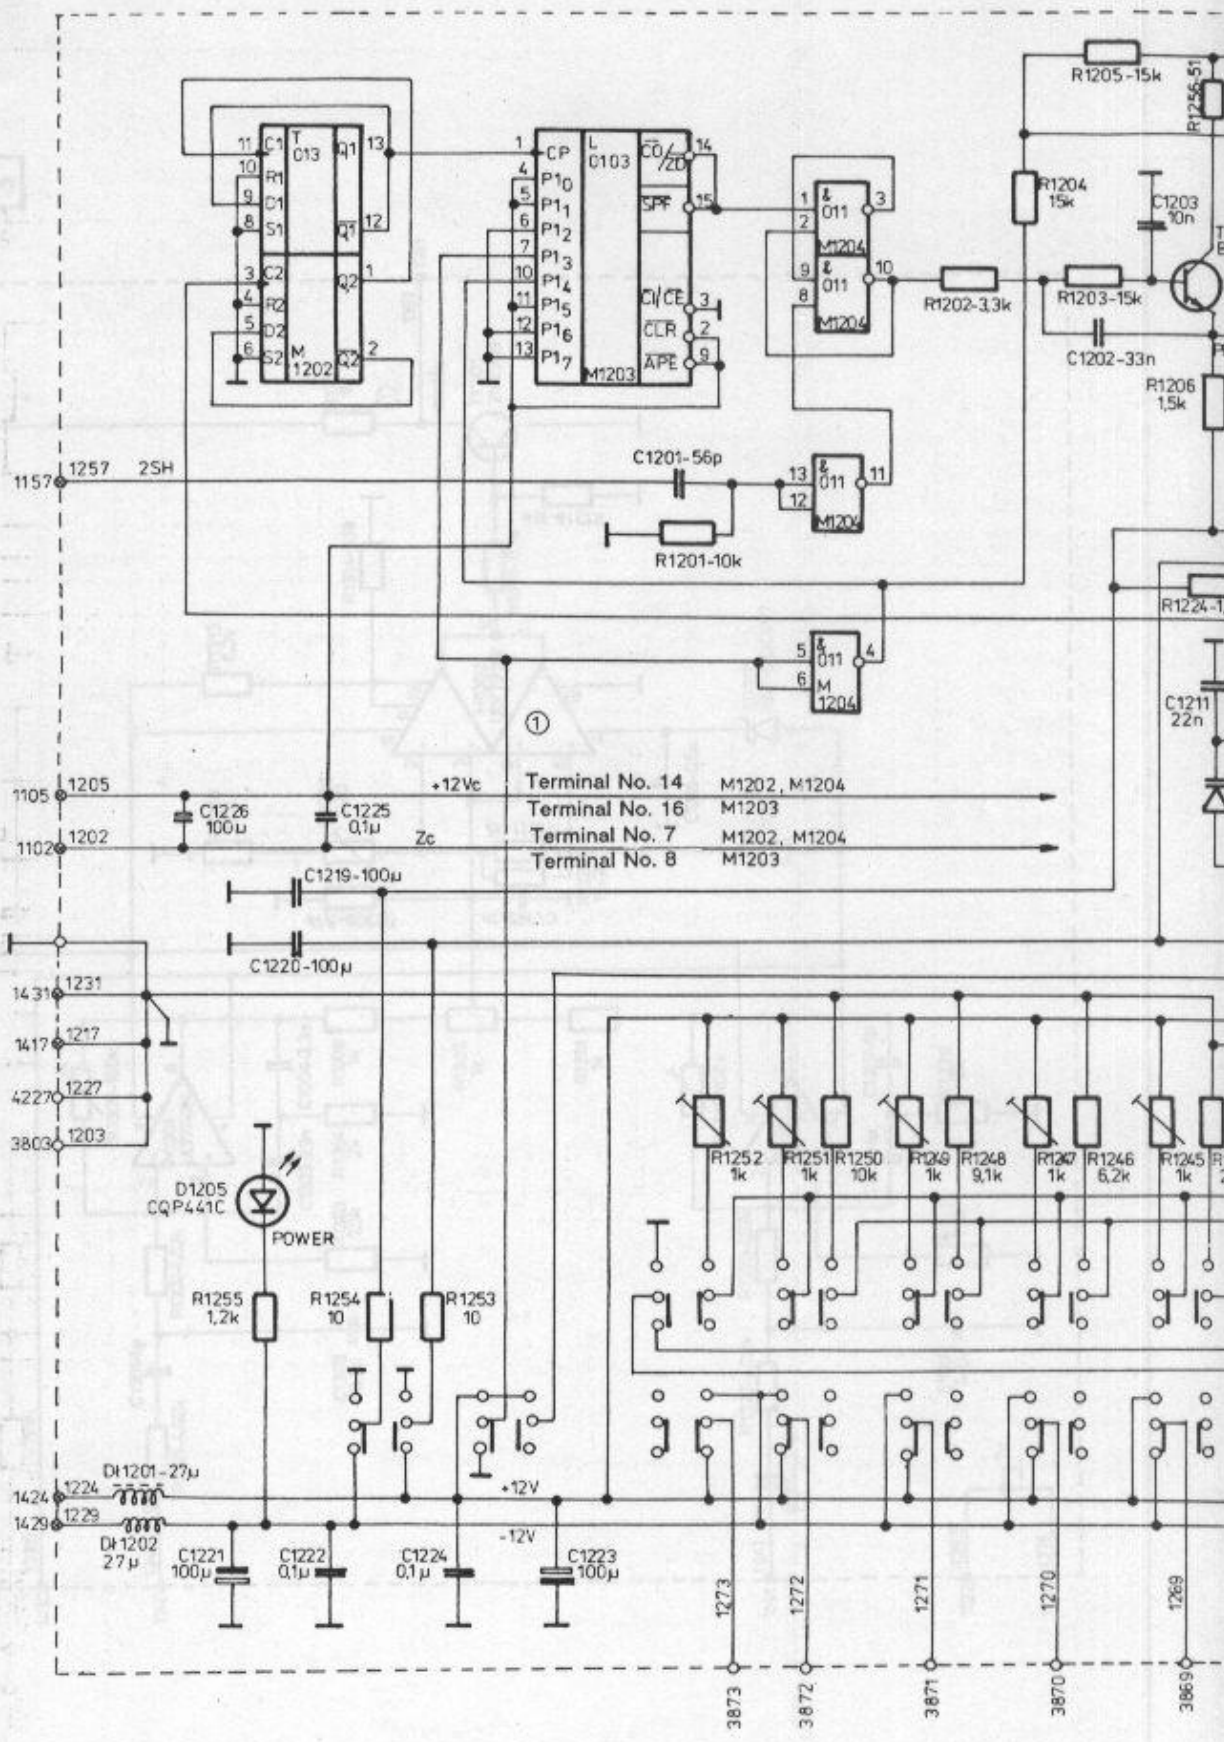 R1205-15k
R1256-51
11 C1 T Q1 13
013
10 R1
9 D1
8 S1 Q1 12
3 C2 Q2 1
4 R2
5 D2
6 S2 M Q2 2
1202
1 CP L CO/ZD 14
0103
4 P10
5 P11 SPF 15
6 P12
7 P13
10 P14
11 P15 CI/CE 3
12 P16 CLR 2
13 P17 APE 9
M1203
1 & 3
011
2
M1204
9 & 10
011
8
M1204
R1204
15k
C1203
10n
R1202-3,3k
R1203-15k
C1202-33n
R1206
1,5k
1157 1257 2SH
C1201-56p
R1201-10k
13 & 11
011
12
M1204
R1224-1
5 & 4
011
6 M
1204
C1211
22n
1
1105 1205
+12Vc Terminal No. 14 M1202, M1204
Terminal No. 16 M1203
C1226
100µ
C1225
0,1µ
1102 1202
Zc Terminal No. 7 M1202, M1204
Terminal No. 8 M1203
C1219-100µ
C1220-100µ
1431 1231
1417 1217
4227 1227
3803 1203
D1205
CQP441C
POWER
R1252
1k
R1251
1k
R1250
10k
R1249
1k
R1248
9,1k
R1247
1k
R1246
6,2k
R1245
1k
R1255
1,2k
R1254
10
R1253
10
1424 1224 Dł1201-27µ
+12V
1429 1229
-12V
Dł1202
27µ
C1221
100µ
C1222
0,1µ
C1224
0,1µ
C1223
100µ
1273
1272
1271
1270
1269
3873
3872
3871
3870
3869